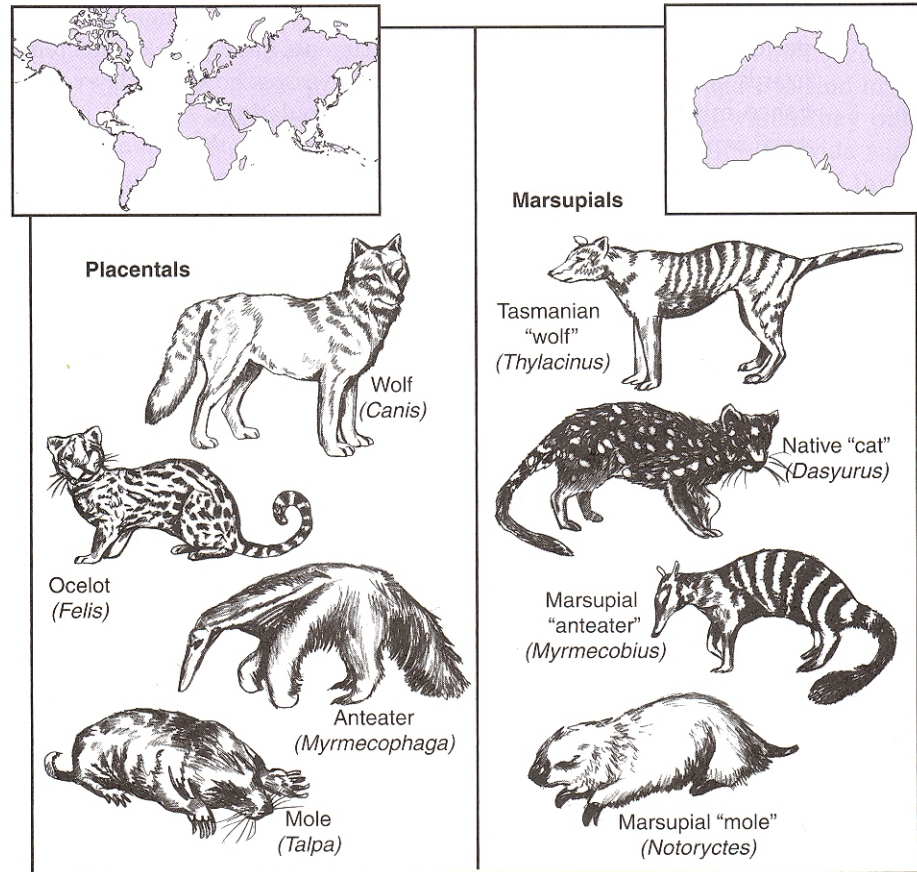 Placentals
Wolf
(Canis)
Ocelot
(Felis)
Anteater
(Myrmecophaga)
Mole
(Talpa)
Marsupials
Tasmanian
“wolf”
(Thylacinus)
Native “cat”
(Dasyurus)
Marsupial
“anteater”
(Myrmecobius)
Marsupial “mole”
(Notoryctes)